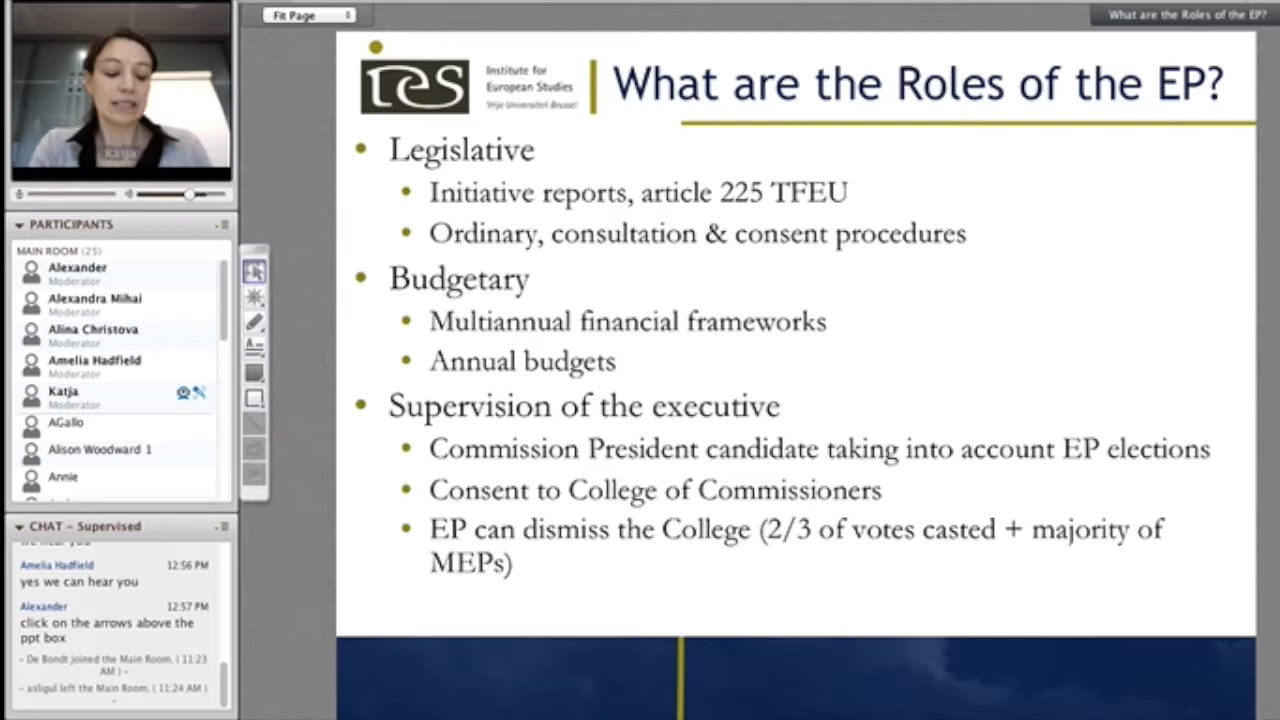 Fit Page
What are the Roles of the EP?
Katja
PARTICIPANTS
MAIN ROOM (25)
Alexander
Moderator
Alexandra Mihai
Moderator
Alina Christova
Moderator
Amelia Hadfield
Moderator
Katja
Moderator
AGallo
Alison Woodward 1
Annie
CHAT - Supervised
we hear you
Amelia Hadfield 12:56 PM
yes we can hear you
Alexander 12:57 PM
click on the arrows above the
ppt box
- De Bondt joined the Main Room. ( 11:23
AM ) -
- asligul left the Main Room. ( 11:24 AM )
-
ies
Institute for
European Studies
Vrije Universiteit Brussel
What are the Roles of the EP?
• Legislative
• Initiative reports, article 225 TFEU
• Ordinary, consultation & consent procedures
• Budgetary
• Multiannual financial frameworks
• Annual budgets
• Supervision of the executive
• Commission President candidate taking into account EP elections
• Consent to College of Commissioners
• EP can dismiss the College (2/3 of votes casted + majority of
MEPs)